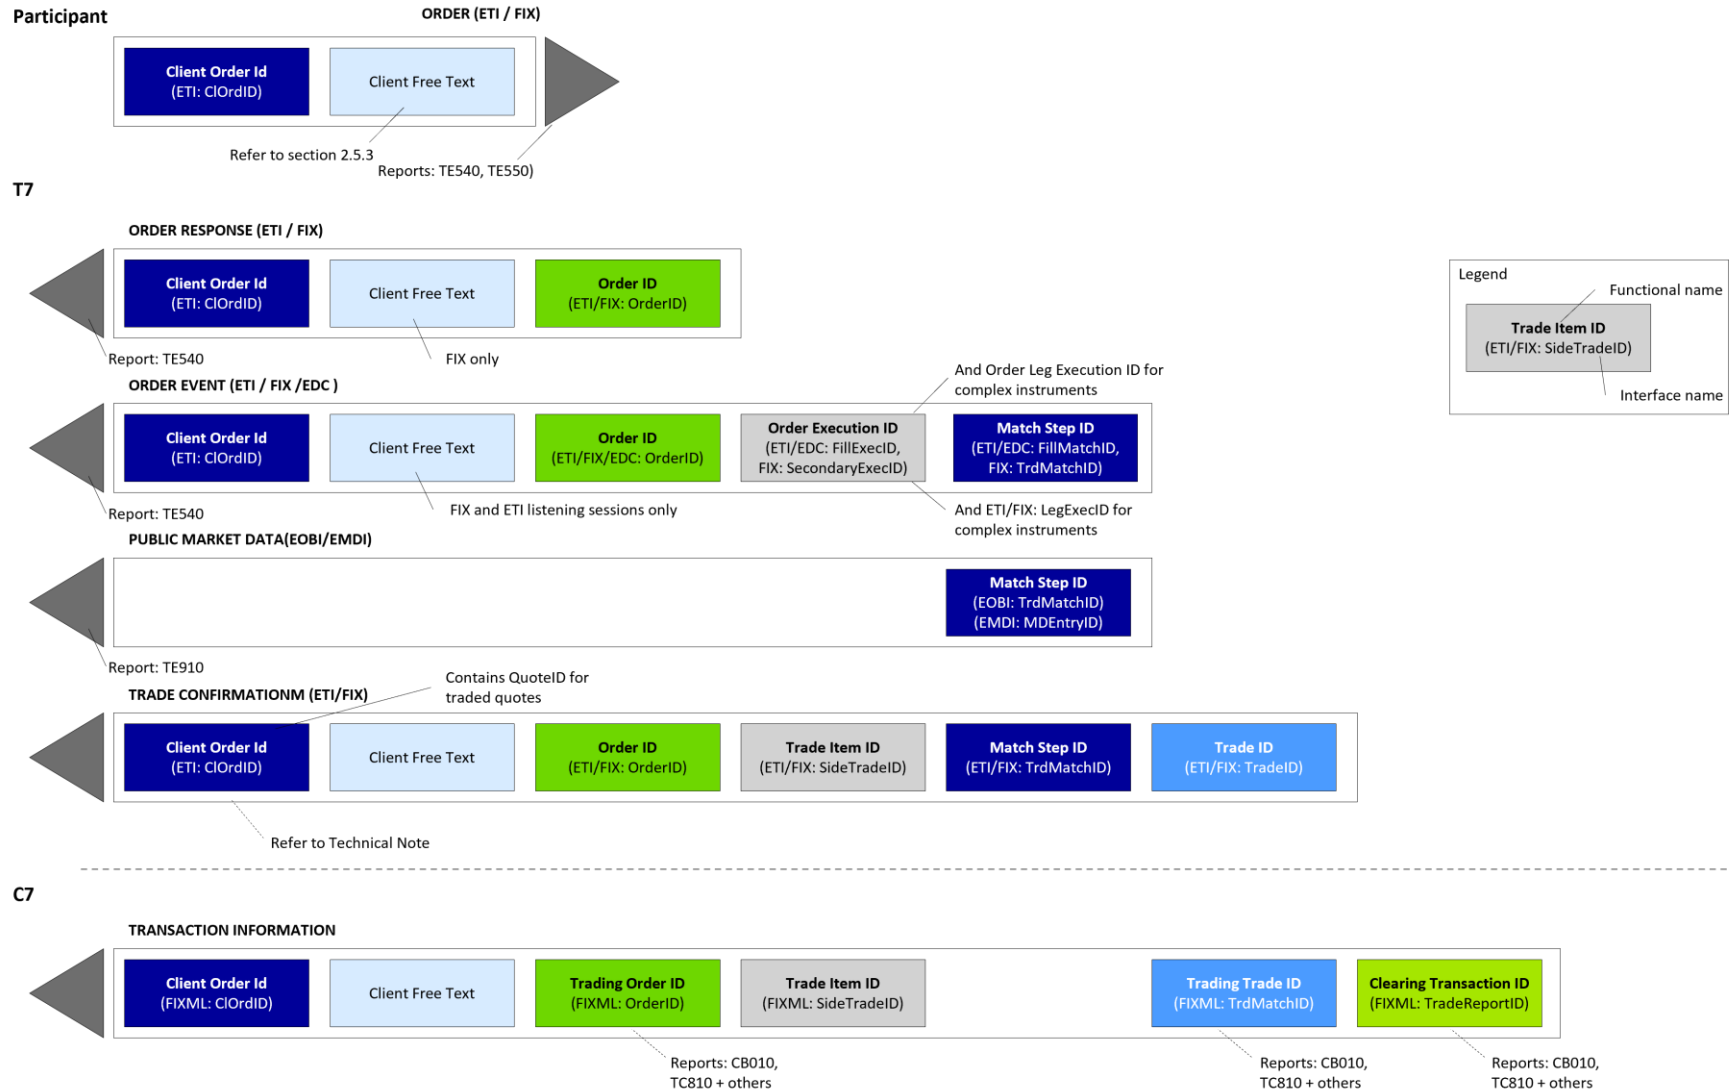 Participant
ORDER (ETI / FIX)
Client Order Id
(ETI: ClOrdID)
Client Free Text
Refer to section 2.5.3
Reports: TE540, TE550)
T7
ORDER RESPONSE (ETI / FIX)
Client Order Id
(ETI: ClOrdID)
Client Free Text
Order ID
(ETI/FIX: OrderID)
Report: TE540
FIX only
Legend
Functional name
Trade Item ID
(ETI/FIX: SideTradeID)
Interface name
ORDER EVENT (ETI / FIX /EDC )
And Order Leg Execution ID for
complex instruments
Client Order Id
(ETI: ClOrdID)
Client Free Text
Order ID
(ETI/FIX/EDC: OrderID)
Order Execution ID
(ETI/EDC: FillExecID,
FIX: SecondaryExecID)
Match Step ID
(ETI/EDC: FillMatchID,
FIX: TrdMatchID)
Report: TE540
FIX and ETI listening sessions only
And ETI/FIX: LegExecID for
complex instruments
PUBLIC MARKET DATA(EOBI/EMDI)
Match Step ID
(EOBI: TrdMatchID)
(EMDI: MDEntryID)
Report: TE910
TRADE CONFIRMATIONM (ETI/FIX)
Contains QuoteID for
traded quotes
Client Order Id
(ETI: ClOrdID)
Client Free Text
Order ID
(ETI/FIX: OrderID)
Trade Item ID
(ETI/FIX: SideTradeID)
Match Step ID
(ETI/FIX: TrdMatchID)
Trade ID
(ETI/FIX: TradeID)
Refer to Technical Note
C7
TRANSACTION INFORMATION
Client Order Id
(FIXML: ClOrdID)
Client Free Text
Trading Order ID
(FIXML: OrderID)
Trade Item ID
(FIXML: SideTradeID)
Trading Trade ID
(FIXML: TrdMatchID)
Clearing Transaction ID
(FIXML: TradeReportID)
Reports: CB010,
TC810 + others
Reports: CB010,
TC810 + others
Reports: CB010,
TC810 + others